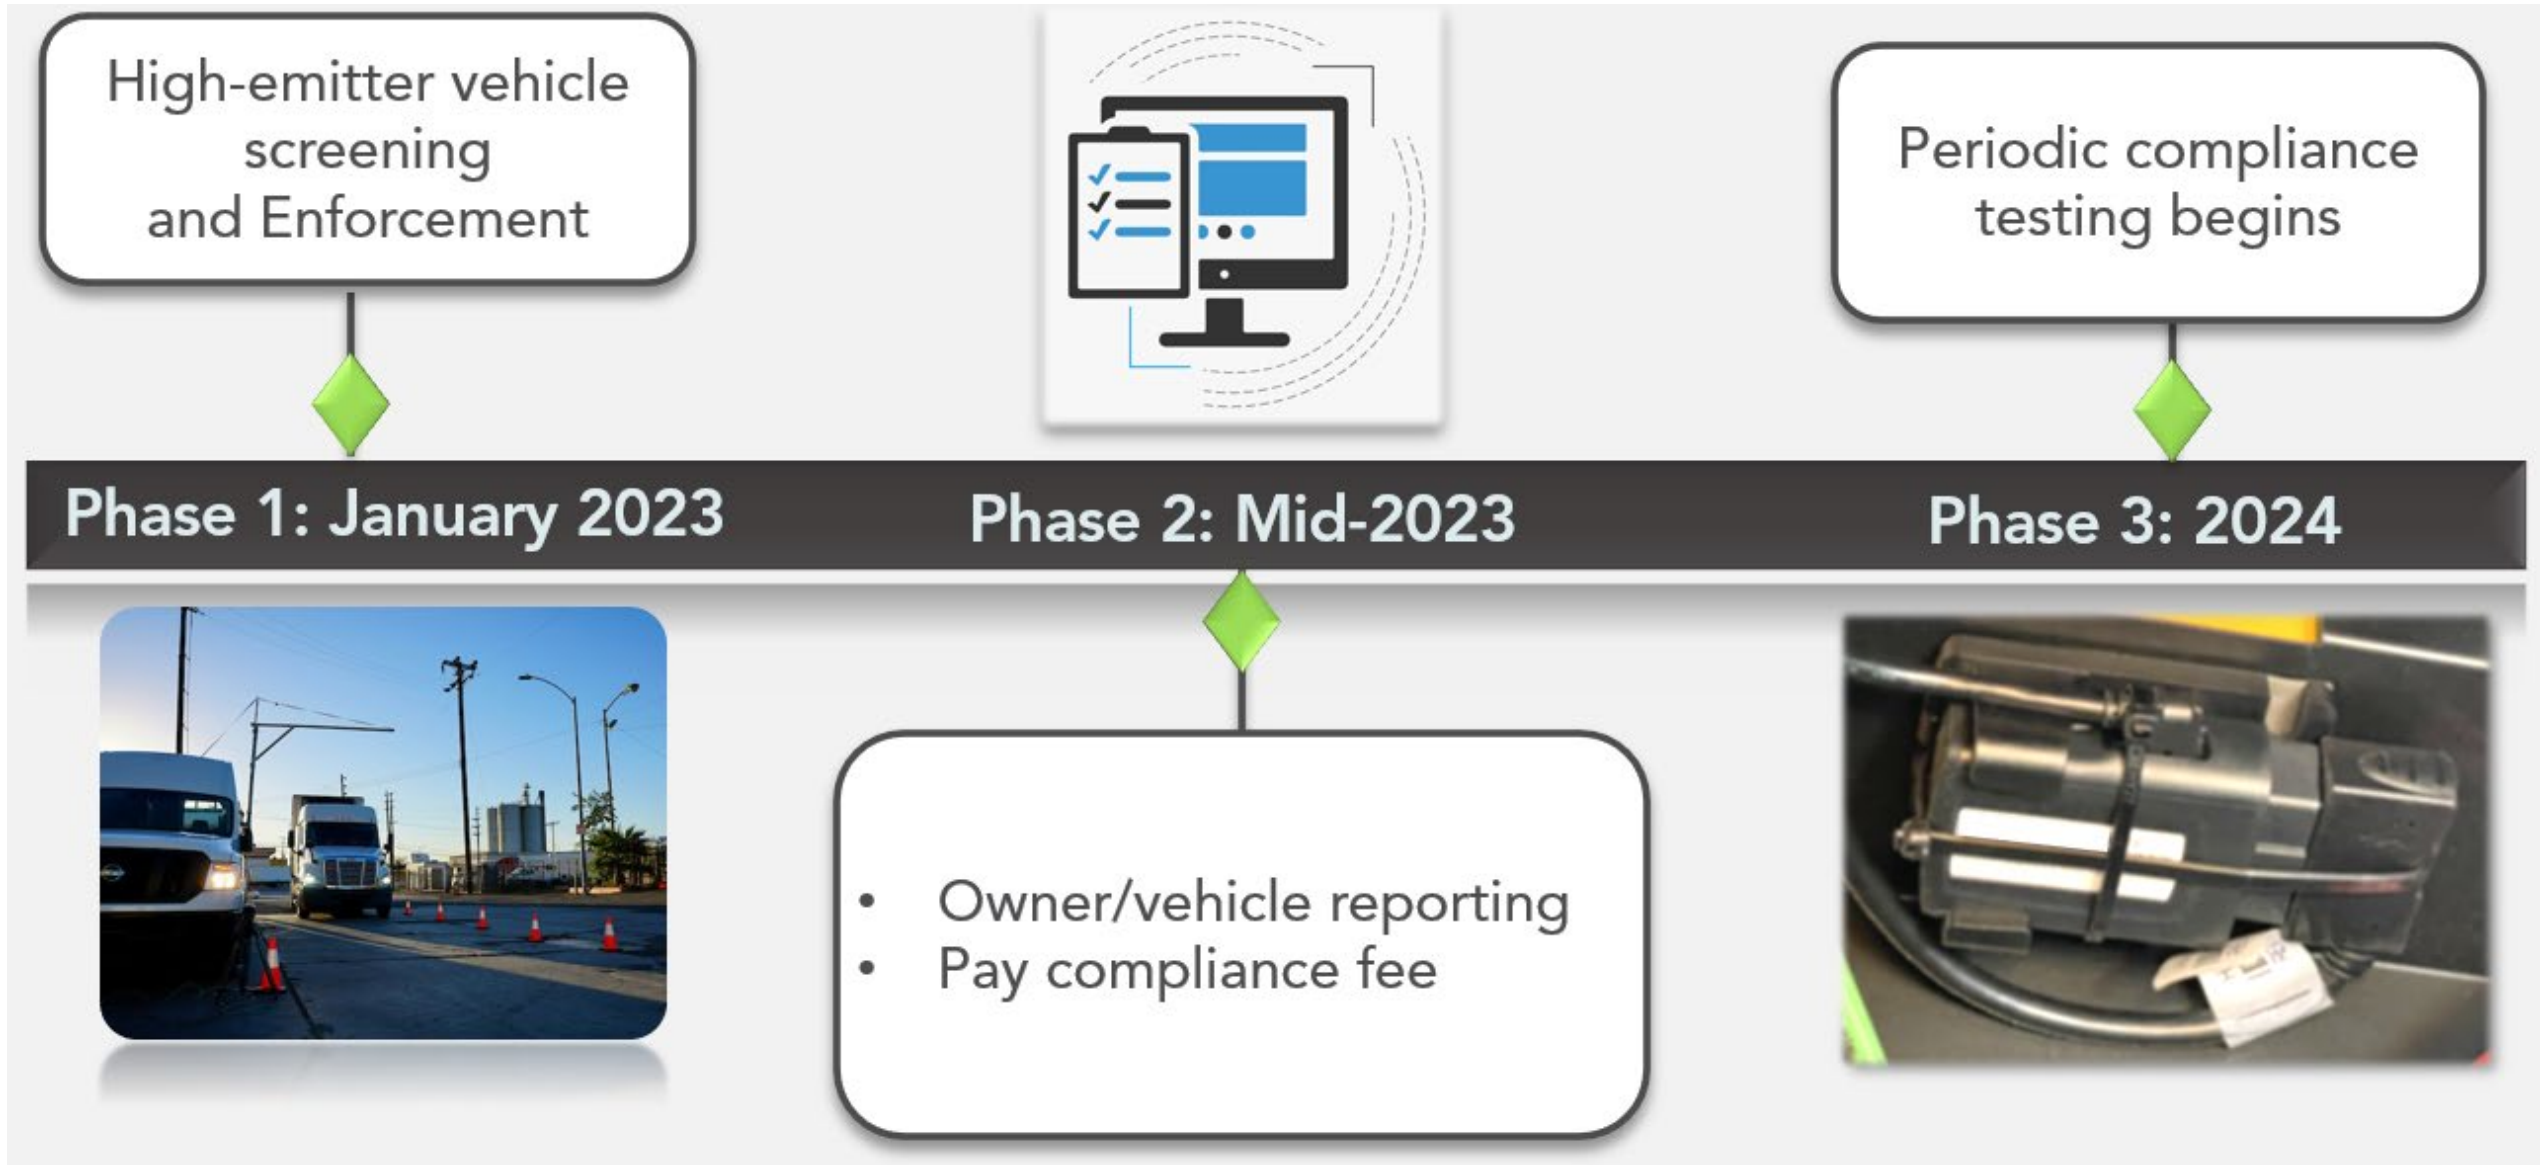 High-emitter vehicle
screening
and Enforcement
Periodic compliance
testing begins
Phase 1: January 2023
Phase 2: Mid-2023
Phase 3: 2024
• Owner/vehicle reporting
• Pay compliance fee